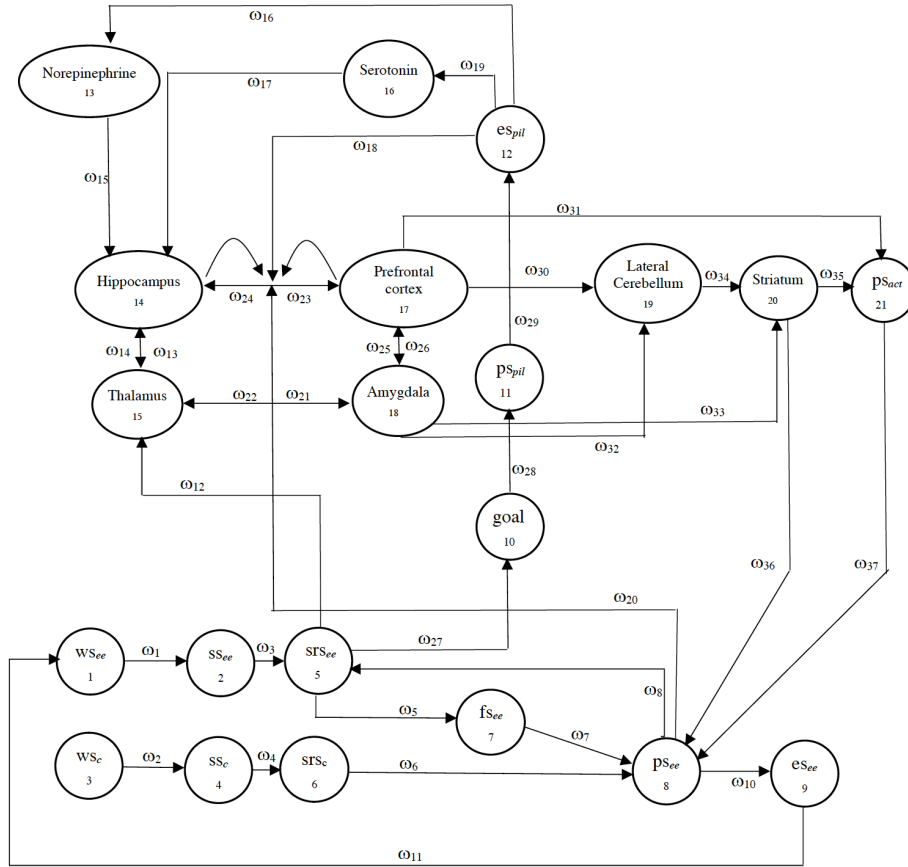 ω₁₆
Norepinephrine
13
Serotonin
16
ω₁₉
ω₁₇
es_pil
12
ω₁₈
ω₁₅
ω₃₁
Hippocampus
14
ω₂₄
ω₂₃
Prefrontal
cortex
17
ω₃₀
Lateral
Cerebellum
19
ω₃₄
Striatum
20
ω₃₅
ps_act
21
ω₂₉
ω₁₄
ω₁₃
ω₂₅
ω₂₆
ps_pil
11
Thalamus
15
ω₂₂
ω₂₁
Amygdala
18
ω₃₃
ω₃₂
ω₂₈
ω₁₂
goal
10
ω₃₆
ω₃₇
ω₂₀
ws_ee
1
ω₁
ss_ee
2
ω₃
srs_ee
5
ω₂₇
ω₈
ω₅
fs_ee
7
ω₇
ws_c
3
ω₂
ss_c
4
ω₄
srs_c
6
ω₆
ps_ee
8
ω₁₀
es_ee
9
ω₁₁